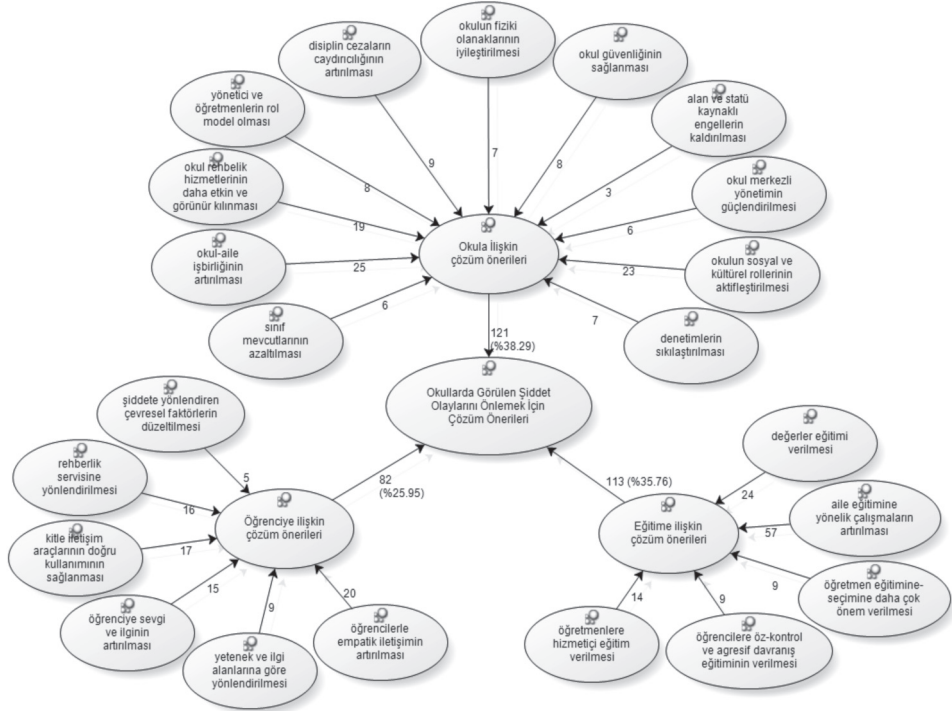 okulun fiziki
olanaklarının
iyileştirilmesi
disiplin cezaların
caydırıcılığının
artırılması
okul güvenliğinin
sağlanması
yönetici ve
öğretmenlerin rol
model olması
alan ve statü
kaynaklı
engellerin
kaldırılması
okul rehbelik
hizmetlerinin
daha etkin ve
görünür kılınması
okul merkezli
yönetimin
güçlendirilmesi
okul-aile
işbirliğinin
artırılması
okulun sosyal ve
kültürel rollerinin
aktifleştirilmesi
sınıf
mevcutlarının
azaltılması
denetimlerin
sıkılaştırılması
9
7
8
8
3
19
6
25
23
6
7
Okula İlişkin
çözüm önerileri
121
(%38.29)
Okullarda Görülen Şiddet
Olaylarını Önlemek İçin
Çözüm Önerileri
şiddete yönlendiren
çevresel faktörlerin
düzeltilmesi
rehberlik
servisine
yönlendirilmesi
kitle iletişim
araçlarının doğru
kullanımının
sağlanması
öğrenciye sevgi
ve ilginin
artırılması
yetenek ve ilgi
alanlarına göre
yönlendirilmesi
öğrencilerle
empatik iletişimin
artırılması
5
16
17
15
9
20
Öğrenciye ilişkin
çözüm önerileri
82
(%25.95)
113 (%35.76)
Eğitime ilişkin
çözüm önerileri
değerler eğitimi
verilmesi
24
aile eğitimine
yönelik çalışmaların
artırılması
57
öğretmen eğitimine-
seçimine daha çok
önem verilmesi
9
öğrencilere öz-kontrol
ve agresif davranış
eğitiminin verilmesi
9
öğretmenlere
hizmetiçi eğitim
verilmesi
14